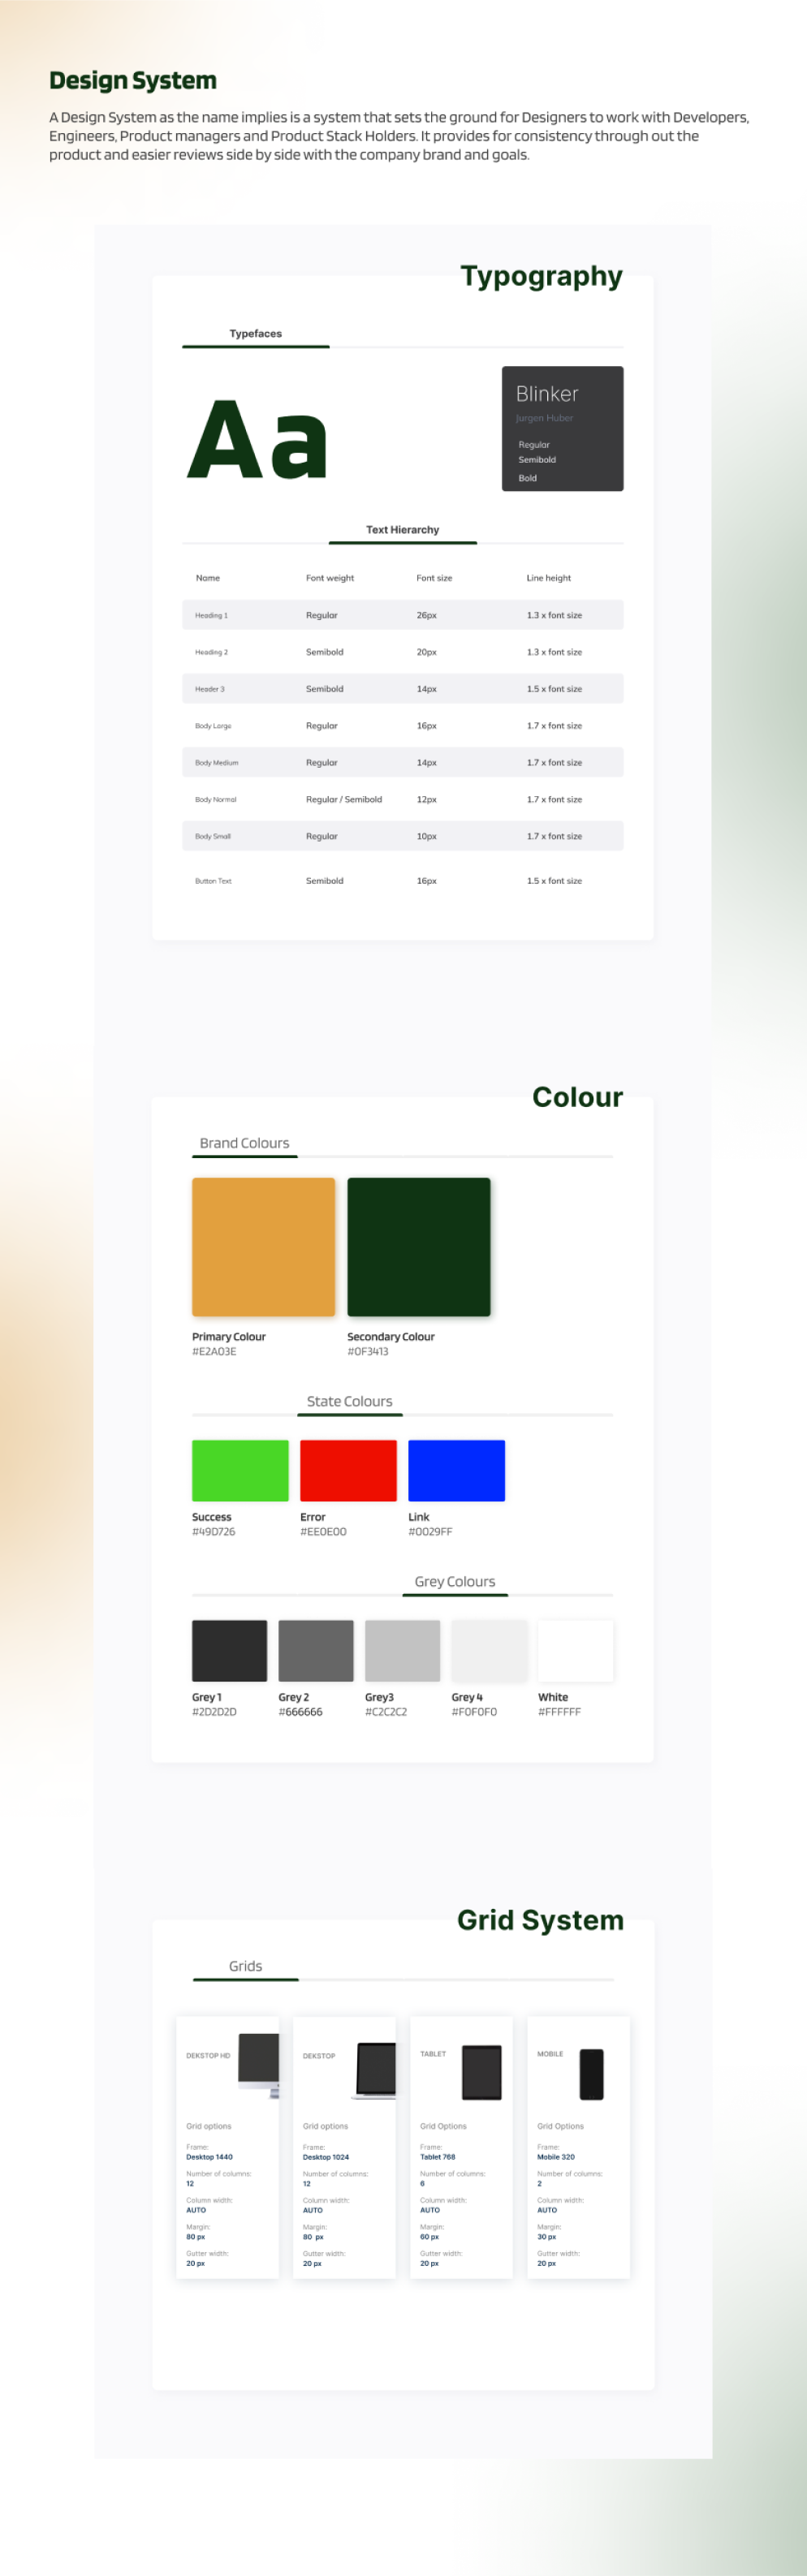 Design System
A Design System as the name implies is a system that sets the ground for Designers to work with Developers,
Engineers, Product managers and Product Stack Holders. It provides for consistency through out the
product and easier reviews side by side with the company brand and goals.
Typography
Typefaces
Aa
Blinker
Jurgen Huber
Regular
Semibold
Bold
Text Hierarchy
Name Font weight Font size Line height
Heading 1 Regular 26px 1.3 x font size
Heading 2 Semibold 20px 1.3 x font size
Header 3 Semibold 14px 1.5 x font size
Body Large Regular 16px 1.7 x font size
Body Medium Regular 14px 1.7 x font size
Body Normal Regular / Semibold 12px 1.7 x font size
Body Small Regular 10px 1.7 x font size
Button Text Semibold 16px 1.5 x font size
Colour
Brand Colours
Primary Colour Secondary Colour
#E2A03E #0F3413
State Colours
Success Error Link
#49D726 #EE0E00 #0029FF
Grey Colours
Grey 1 Grey 2 Grey3 Grey 4 White
#2D2D2D #666666 #C2C2C2 #F0F0F0 #FFFFFF
Grid System
Grids
DEKSTOP HD DEKSTOP TABLET MOBILE
Grid options Grid options Grid Options Grid Options
Frame: Frame: Frame: Frame:
Desktop 1440 Desktop 1024 Tablet 768 Mobile 320
Number of columns: Number of columns: Number of columns: Number of columns:
12 12 6 2
Column width: Column width: Column width: Column width:
AUTO AUTO AUTO AUTO
Margin: Margin: Margin: Margin:
80 px 80 px 60 px 30 px
Gutter width: Gutter width: Gutter width: Gutter width:
20 px 20 px 20 px 20 px